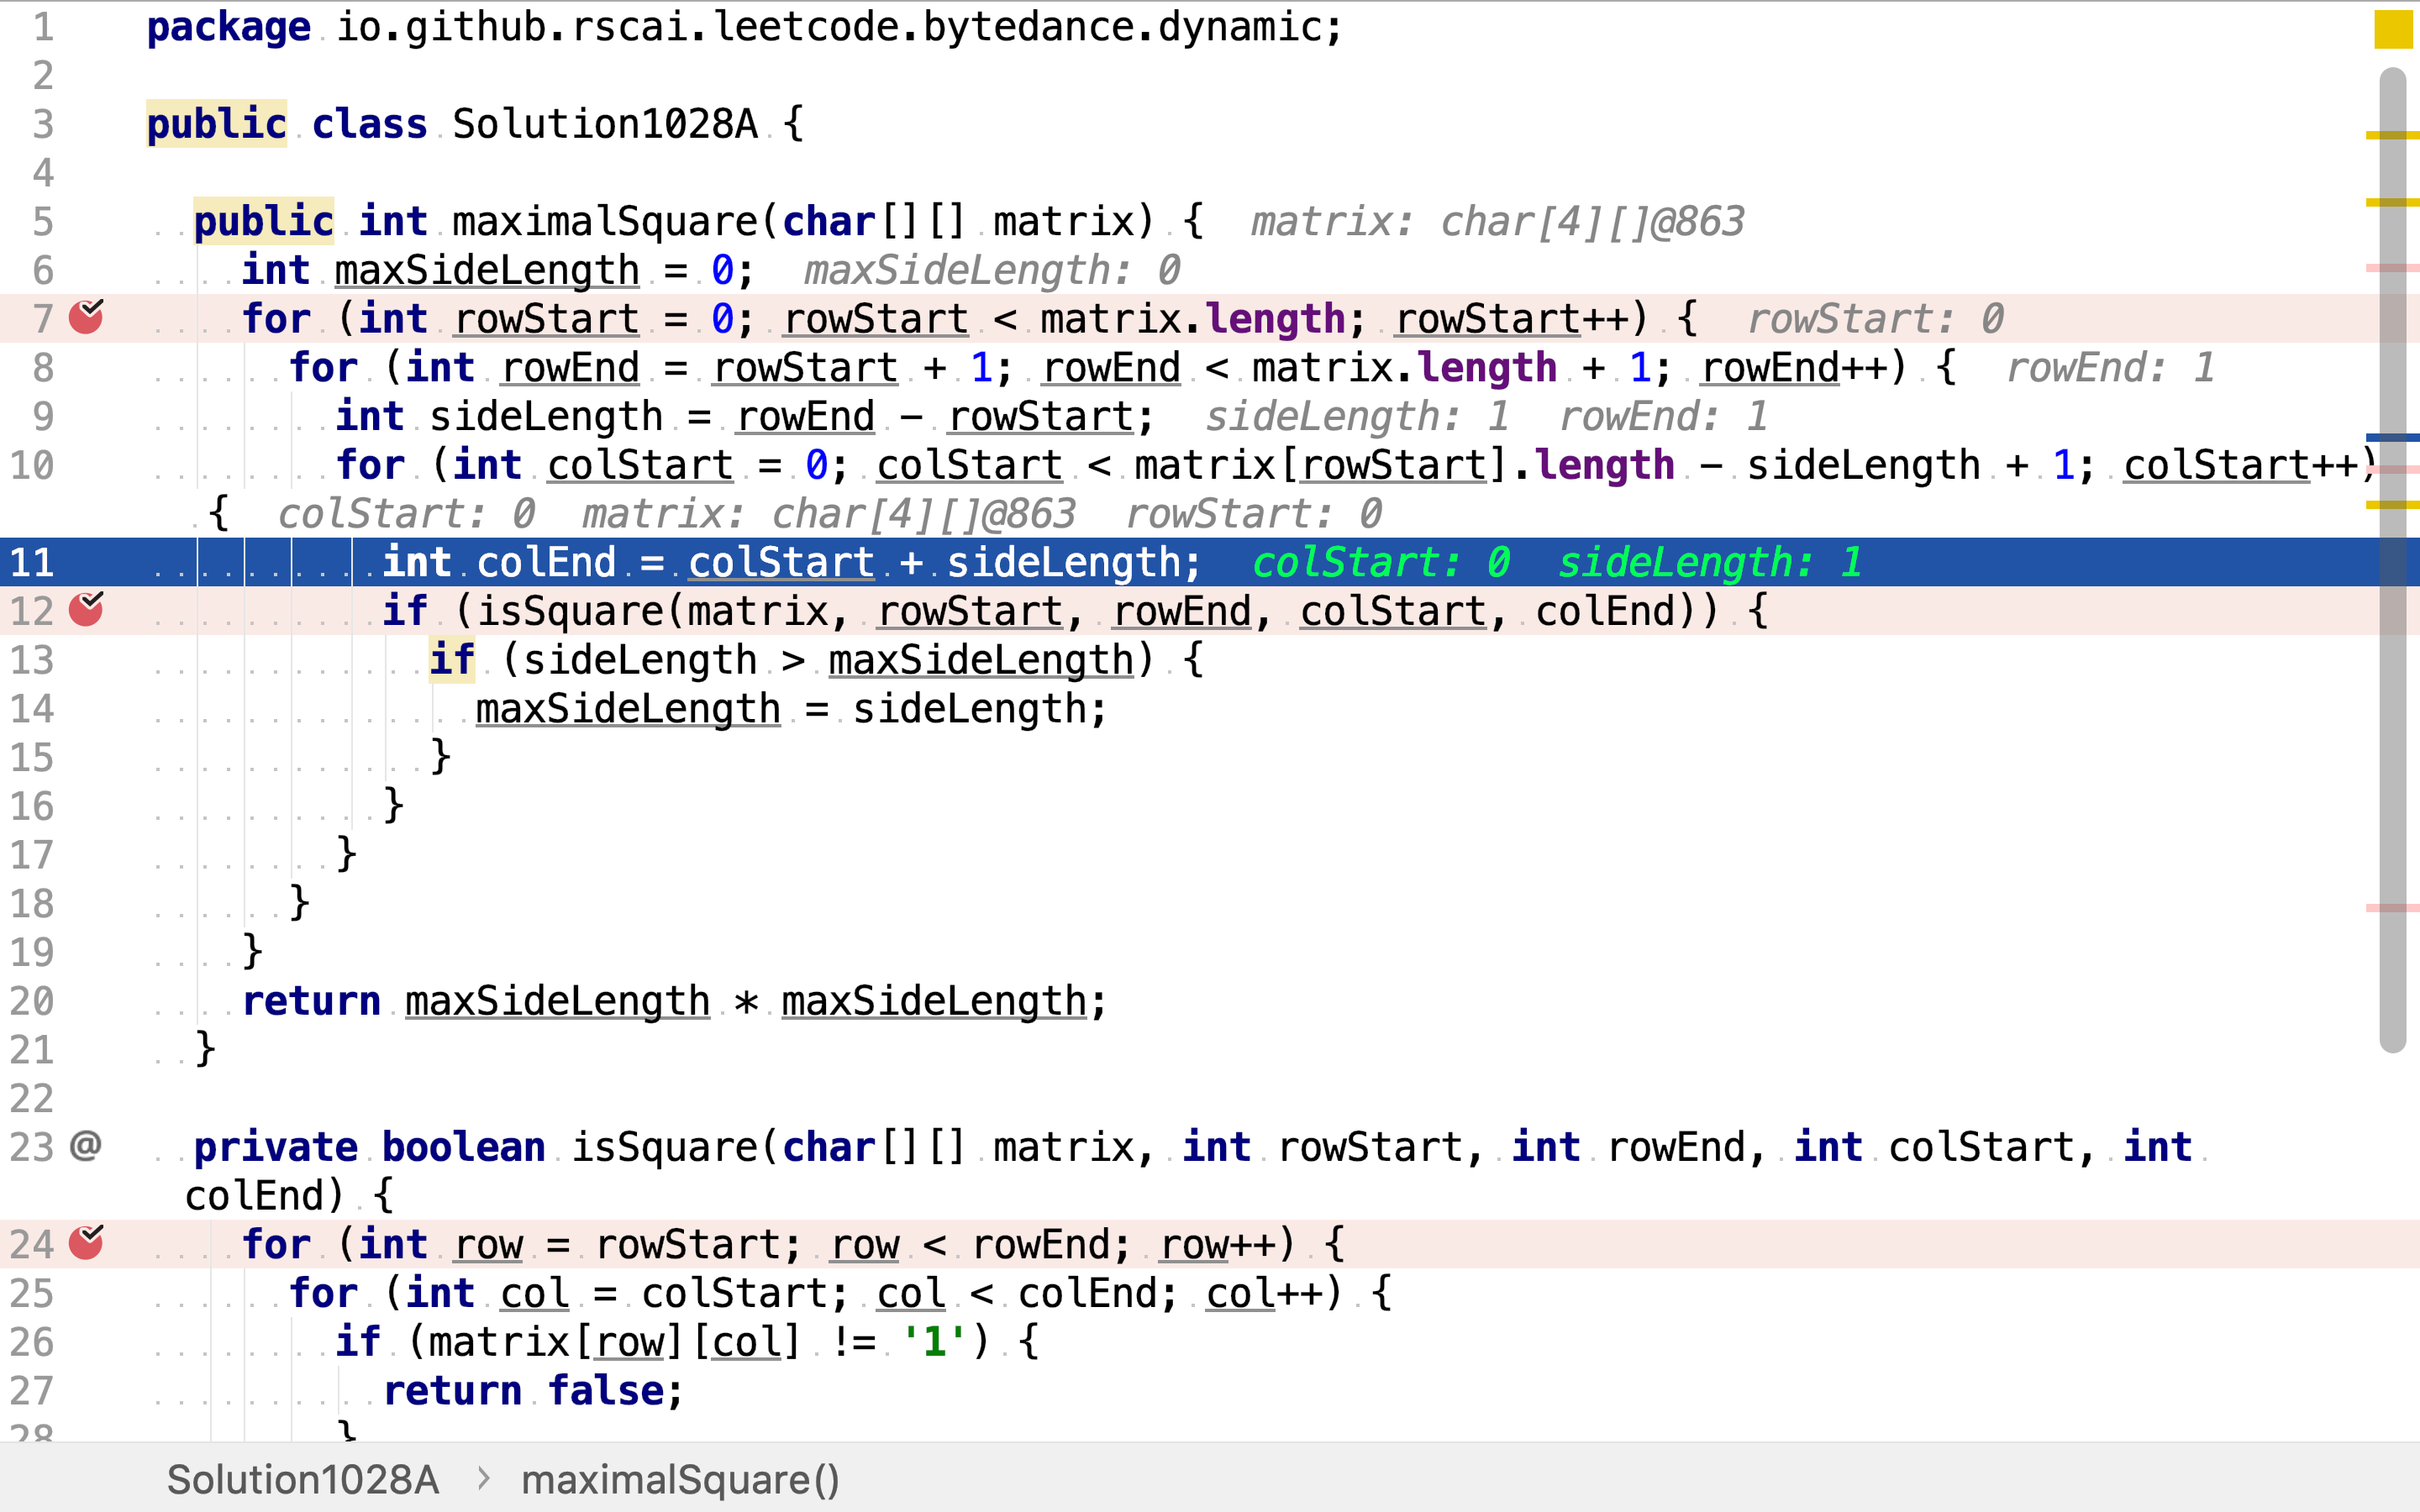 1 package io.github.rscai.leetcode.bytedance.dynamic;
2
3 public class Solution1028A {
4
5 public int maximalSquare(char[][] matrix) { matrix: char[4][]@863
6 int maxSideLength = 0; maxSideLength: 0
7 for (int rowStart = 0; rowStart < matrix.length; rowStart++) { rowStart: 0
8 for (int rowEnd = rowStart + 1; rowEnd < matrix.length + 1; rowEnd++) { rowEnd: 1
9 int sideLength = rowEnd - rowStart; sideLength: 1 rowEnd: 1
10 for (int colStart = 0; colStart < matrix[rowStart].length - sideLength + 1; colStart++)
{ colStart: 0 matrix: char[4][]@863 rowStart: 0
11 int colEnd = colStart + sideLength; colStart: 0 sideLength: 1
12 if (isSquare(matrix, rowStart, rowEnd, colStart, colEnd)) {
13 if (sideLength > maxSideLength) {
14 maxSideLength = sideLength;
15 }
16 }
17 }
18 }
19 }
20 return maxSideLength * maxSideLength;
21 }
22
23 @ private boolean isSquare(char[][] matrix, int rowStart, int rowEnd, int colStart, int
colEnd) {
24 for (int row = rowStart; row < rowEnd; row++) {
25 for (int col = colStart; col < colEnd; col++) {
26 if (matrix[row][col] != '1') {
27 return false;
28 }
Solution1028A > maximalSquare()